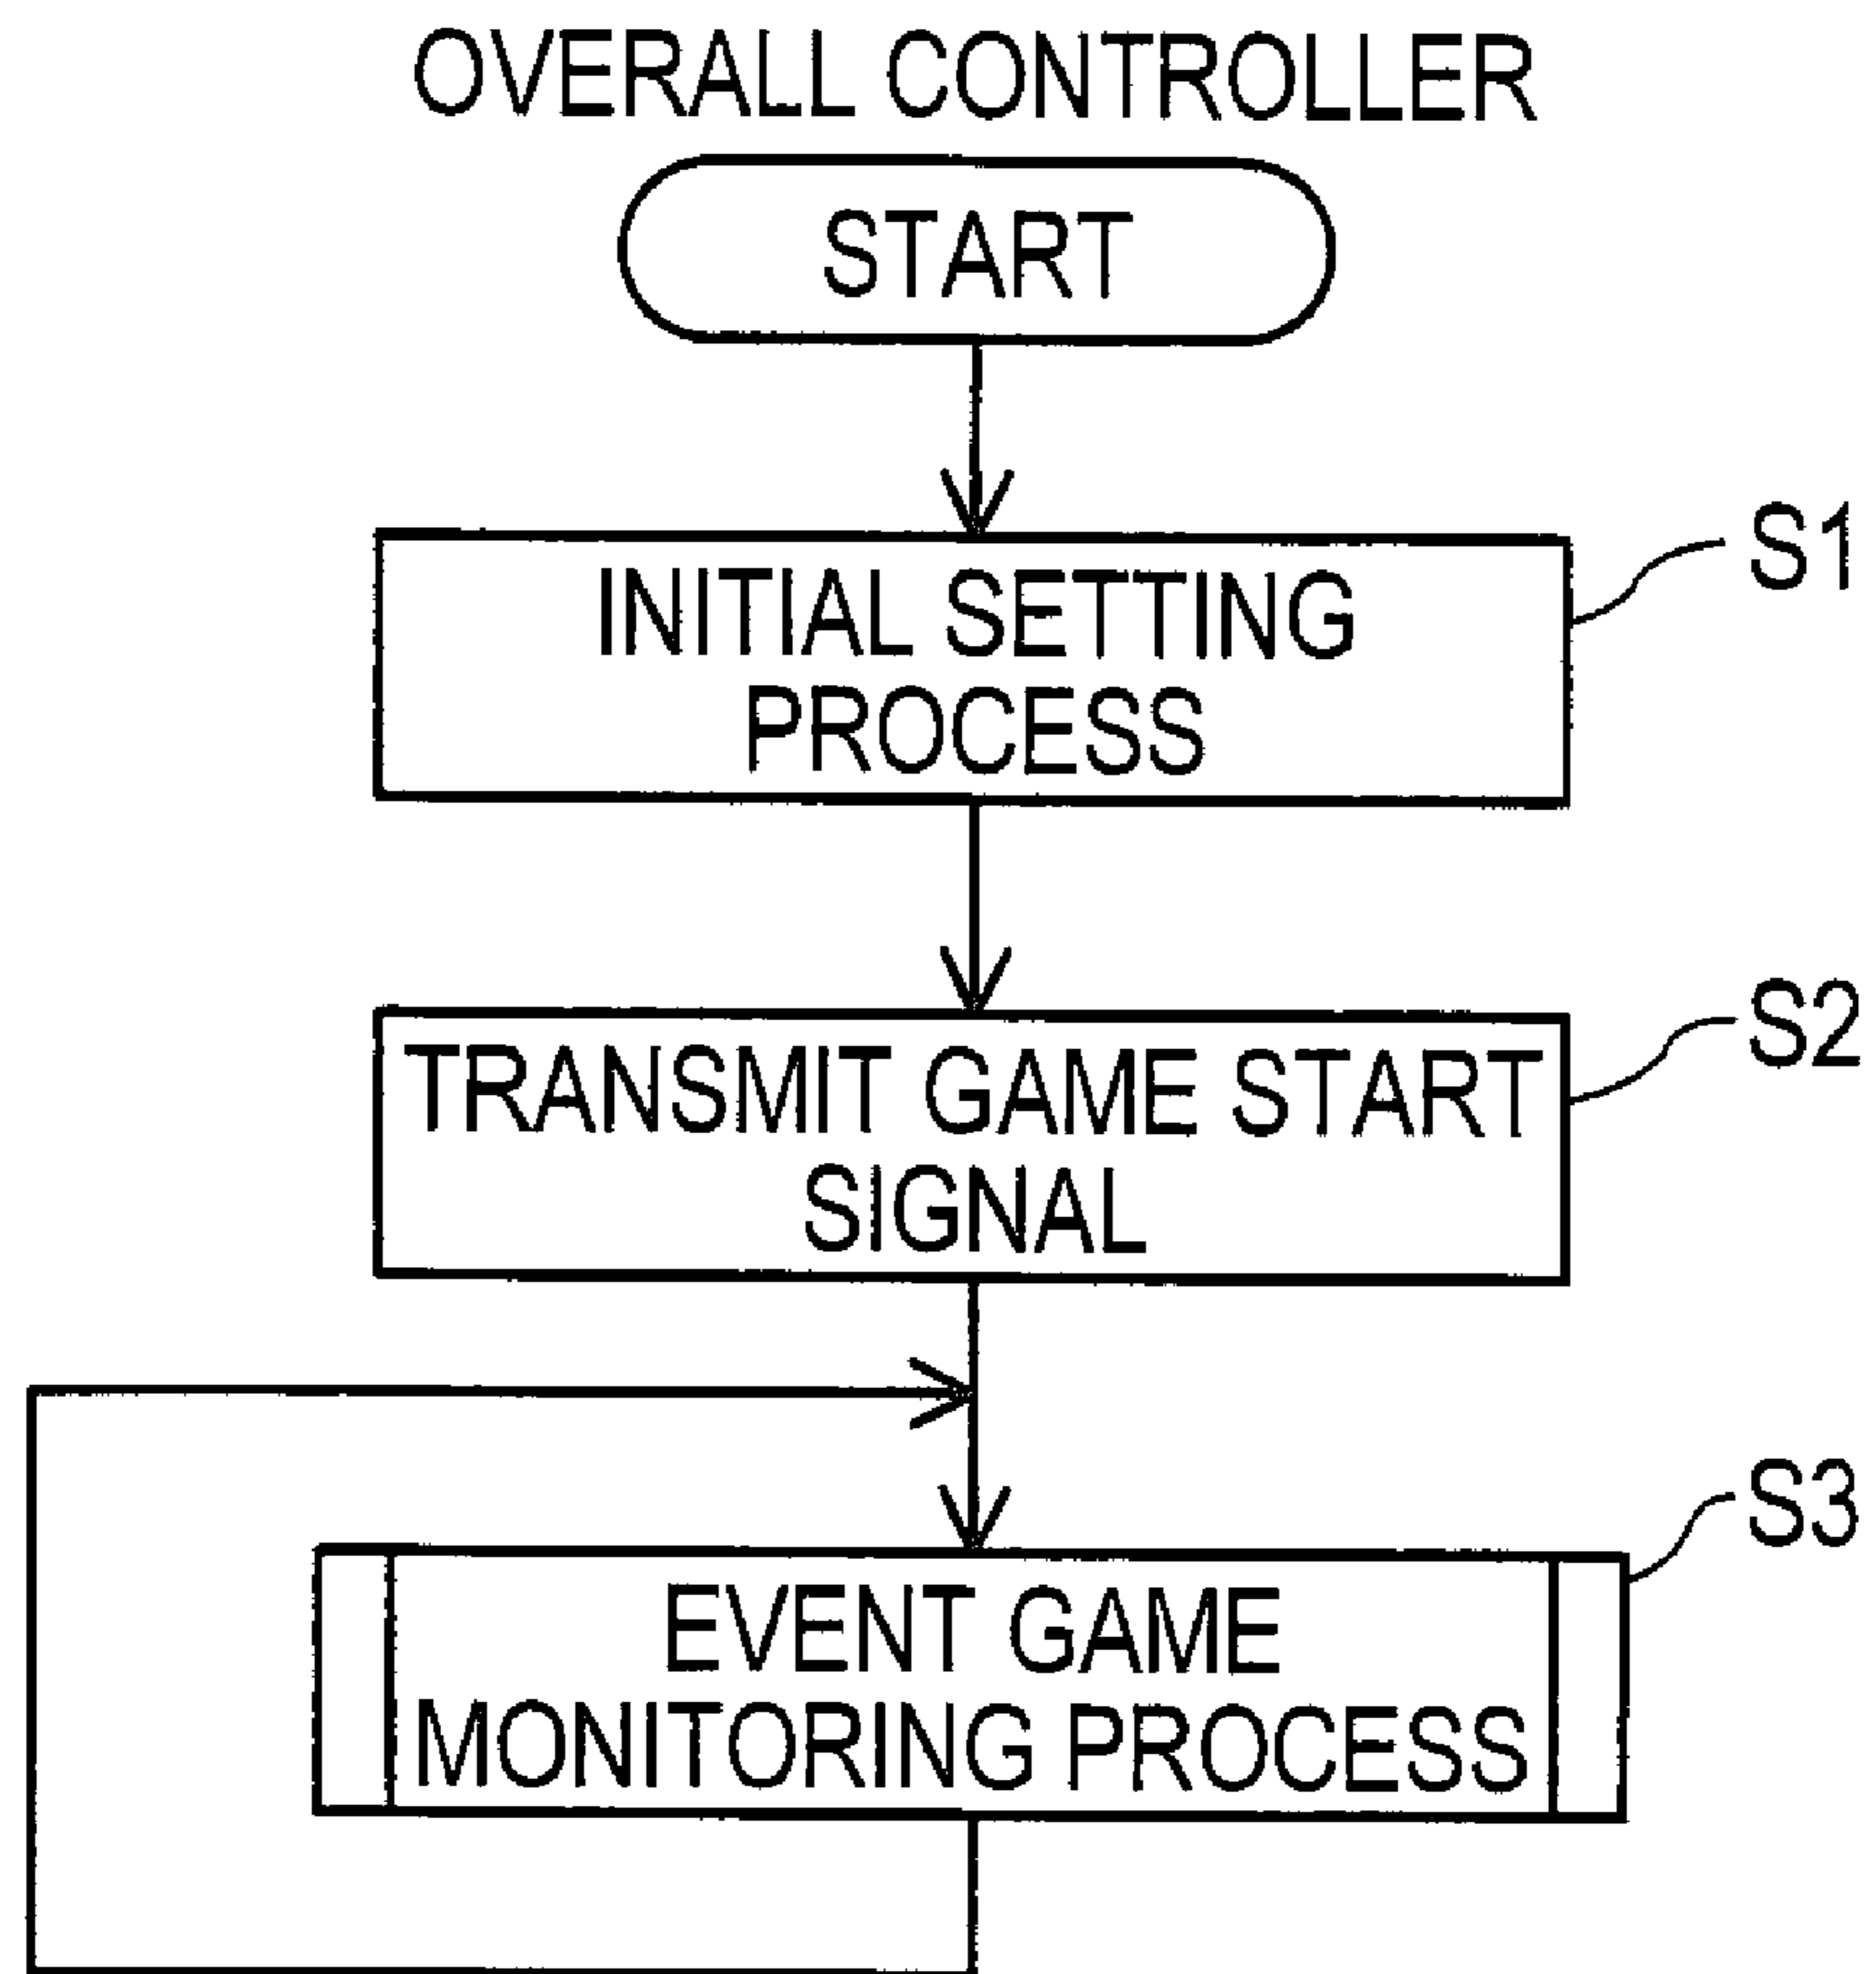 OVERALL CONTROLLER
START
S1
INITIAL SETTING
PROCESS
S2
TRANSMIT GAME START
SIGNAL
S3
EVENT GAME
MONITORING PROCESS